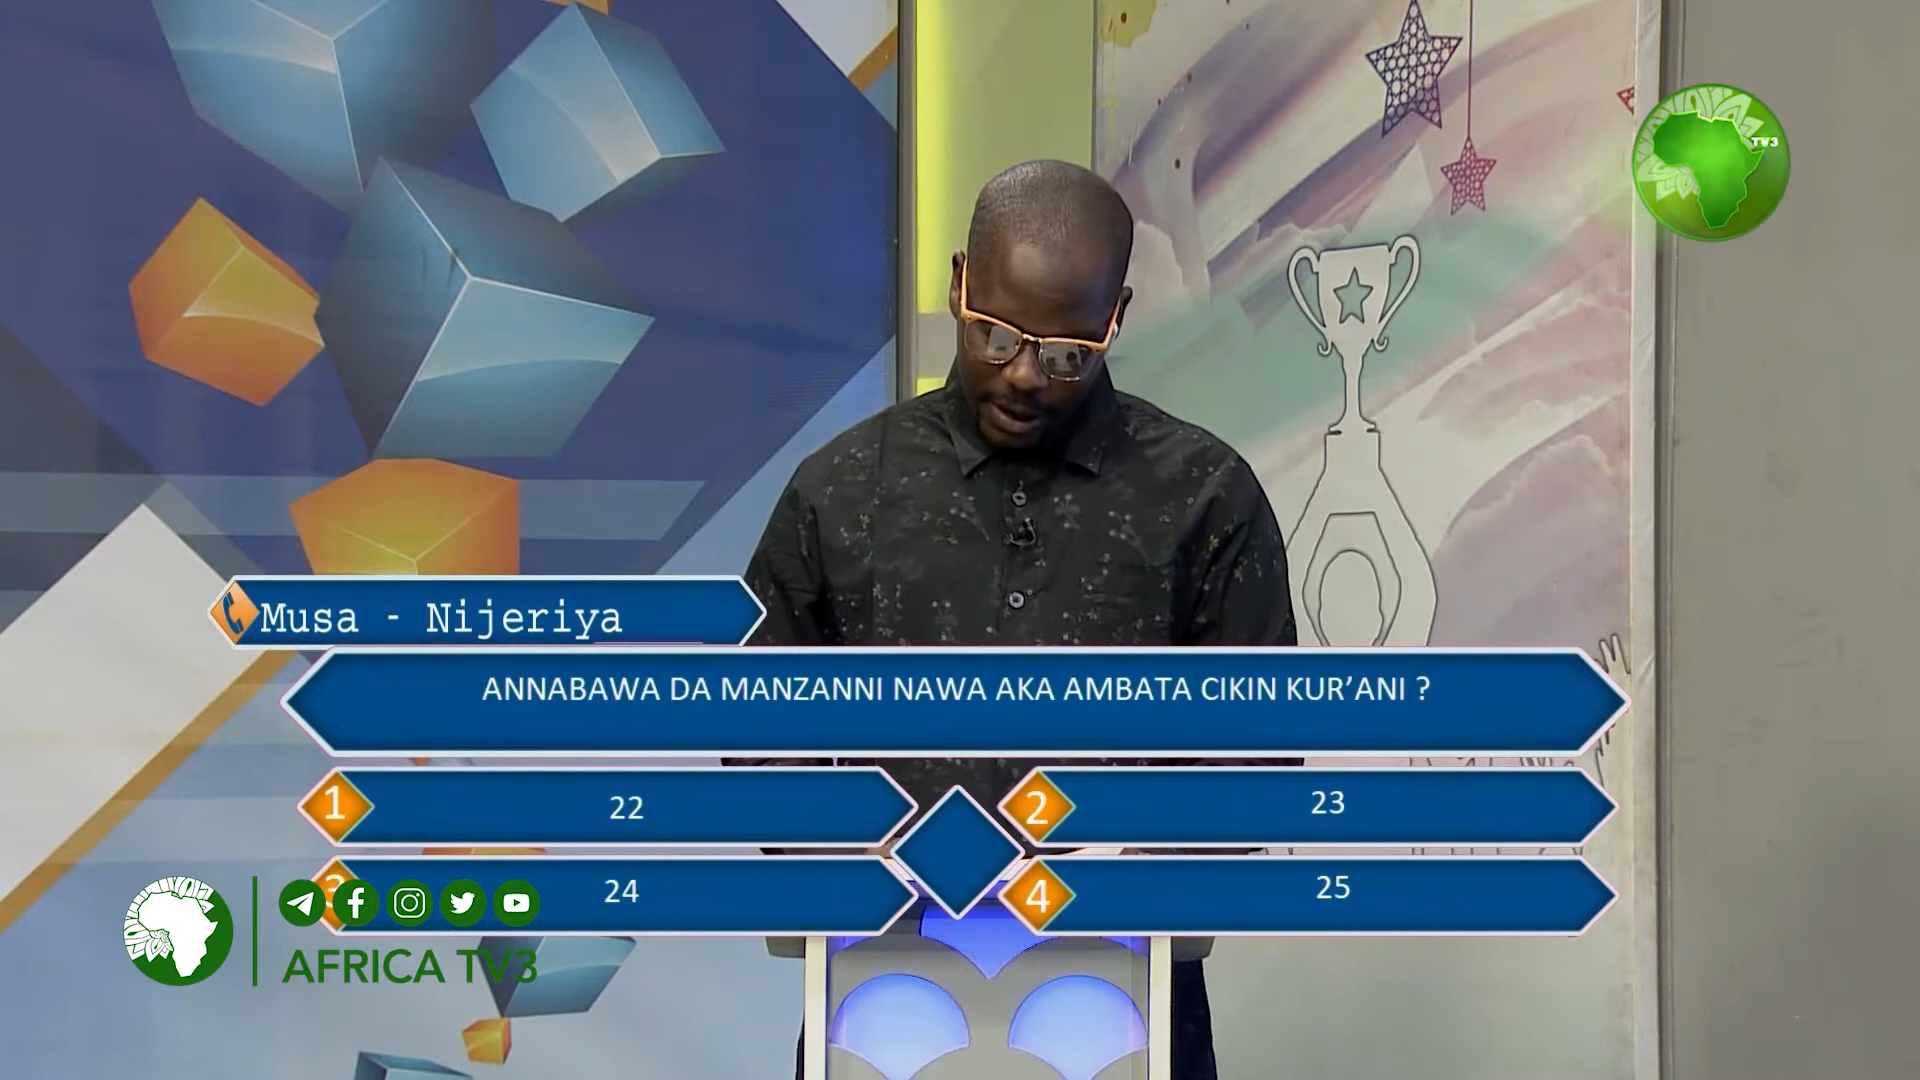 TV3
Musa - Nijeriya
ANNABAWA DA MANZANNI NAWA AKA AMBATA CIKIN KUR’ANI ?
1 22
2 23
3 24
4 25
AFRICA TV3